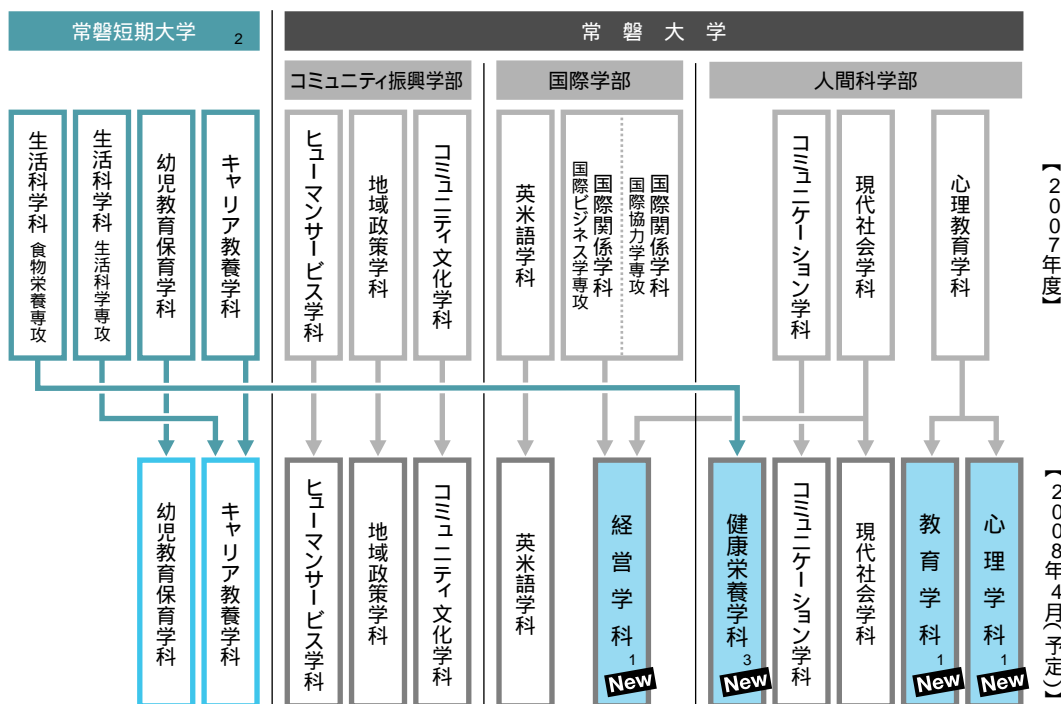 常磐短期大学 2
常磐大学
コミュニティ振興学部
国際学部
人間科学部
生活科学科 食物栄養専攻
生活科学科 生活科学専攻
幼児教育保育学科
キャリア教養学科
ヒューマンサービス学科
地域政策学科
コミュニティ文化学科
英米語学科
国際関係学科
国際ビジネス学専攻
国際関係学科
国際協力学専攻
コミュニケーション学科
現代社会学科
心理教育学科
【2007年度】
幼児教育保育学科
キャリア教養学科
ヒューマンサービス学科
地域政策学科
コミュニティ文化学科
英米語学科
経営学科 1
New
健康栄養学科 3
New
コミュニケーション学科
現代社会学科
教育学科 1
New
心理学科 1
New
【2008年4月(予定)】